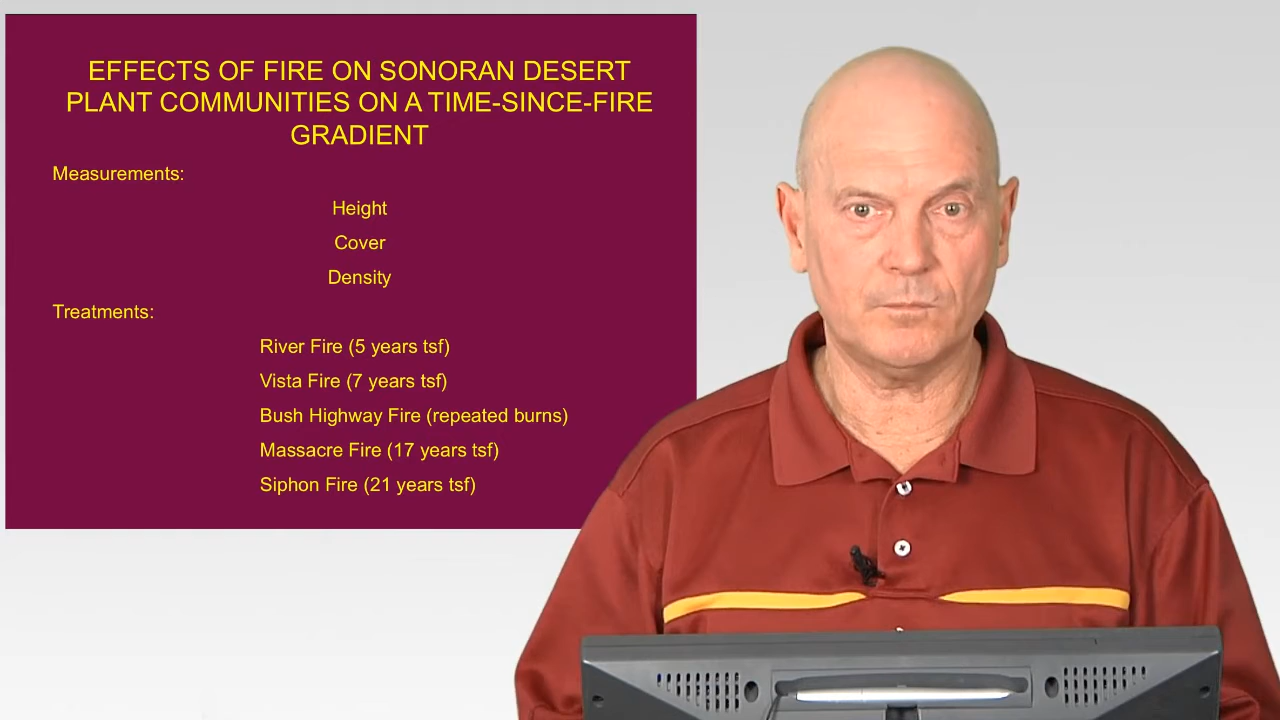 EFFECTS OF FIRE ON SONORAN DESERT
PLANT COMMUNITIES ON A TIME-SINCE-FIRE
GRADIENT
Measurements:
Height
Cover
Density
Treatments:
River Fire (5 years tsf)
Vista Fire (7 years tsf)
Bush Highway Fire (repeated burns)
Massacre Fire (17 years tsf)
Siphon Fire (21 years tsf)